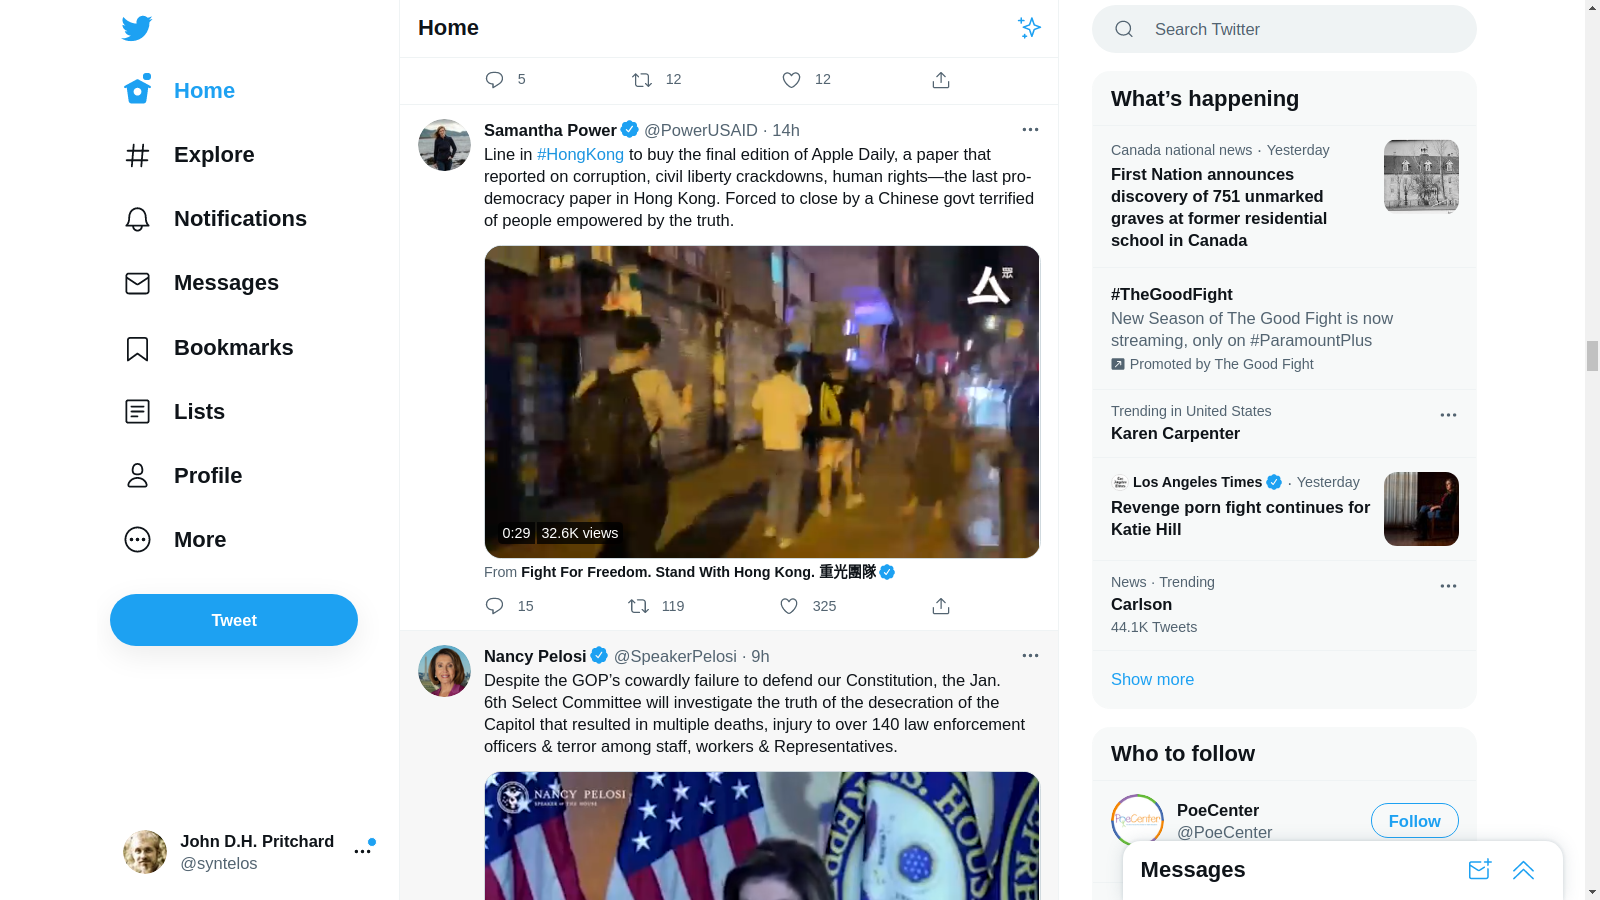 Home
Explore
Notifications
Messages
Bookmarks
Lists
Profile
More
Tweet
John D.H. Pritchard
@syntelos
Home
5
12
12
Samantha Power @PowerUSAID · 14h
Line in #HongKong to buy the final edition of Apple Daily, a paper that
reported on corruption, civil liberty crackdowns, human rights—the last pro-
democracy paper in Hong Kong. Forced to close by a Chinese govt terrified
of people empowered by the truth.
眾
0:29 32.6K views
From Fight For Freedom. Stand With Hong Kong. 重光團隊
15
119
325
Nancy Pelosi @SpeakerPelosi · 9h
Despite the GOP’s cowardly failure to defend our Constitution, the Jan.
6th Select Committee will investigate the truth of the desecration of the
Capitol that resulted in multiple deaths, injury to over 140 law enforcement
officers & terror among staff, workers & Representatives.
NANCY PELOSI
SPEAKER OF THE HOUSE
Search Twitter
What’s happening
Canada national news · Yesterday
First Nation announces
discovery of 751 unmarked
graves at former residential
school in Canada
#TheGoodFight
New Season of The Good Fight is now
streaming, only on #ParamountPlus
Promoted by The Good Fight
Trending in United States
Karen Carpenter
Los Angeles Times · Yesterday
Revenge porn fight continues for
Katie Hill
News · Trending
Carlson
44.1K Tweets
Show more
Who to follow
PoeCenter
PoeCenter
@PoeCenter
Follow
Messages